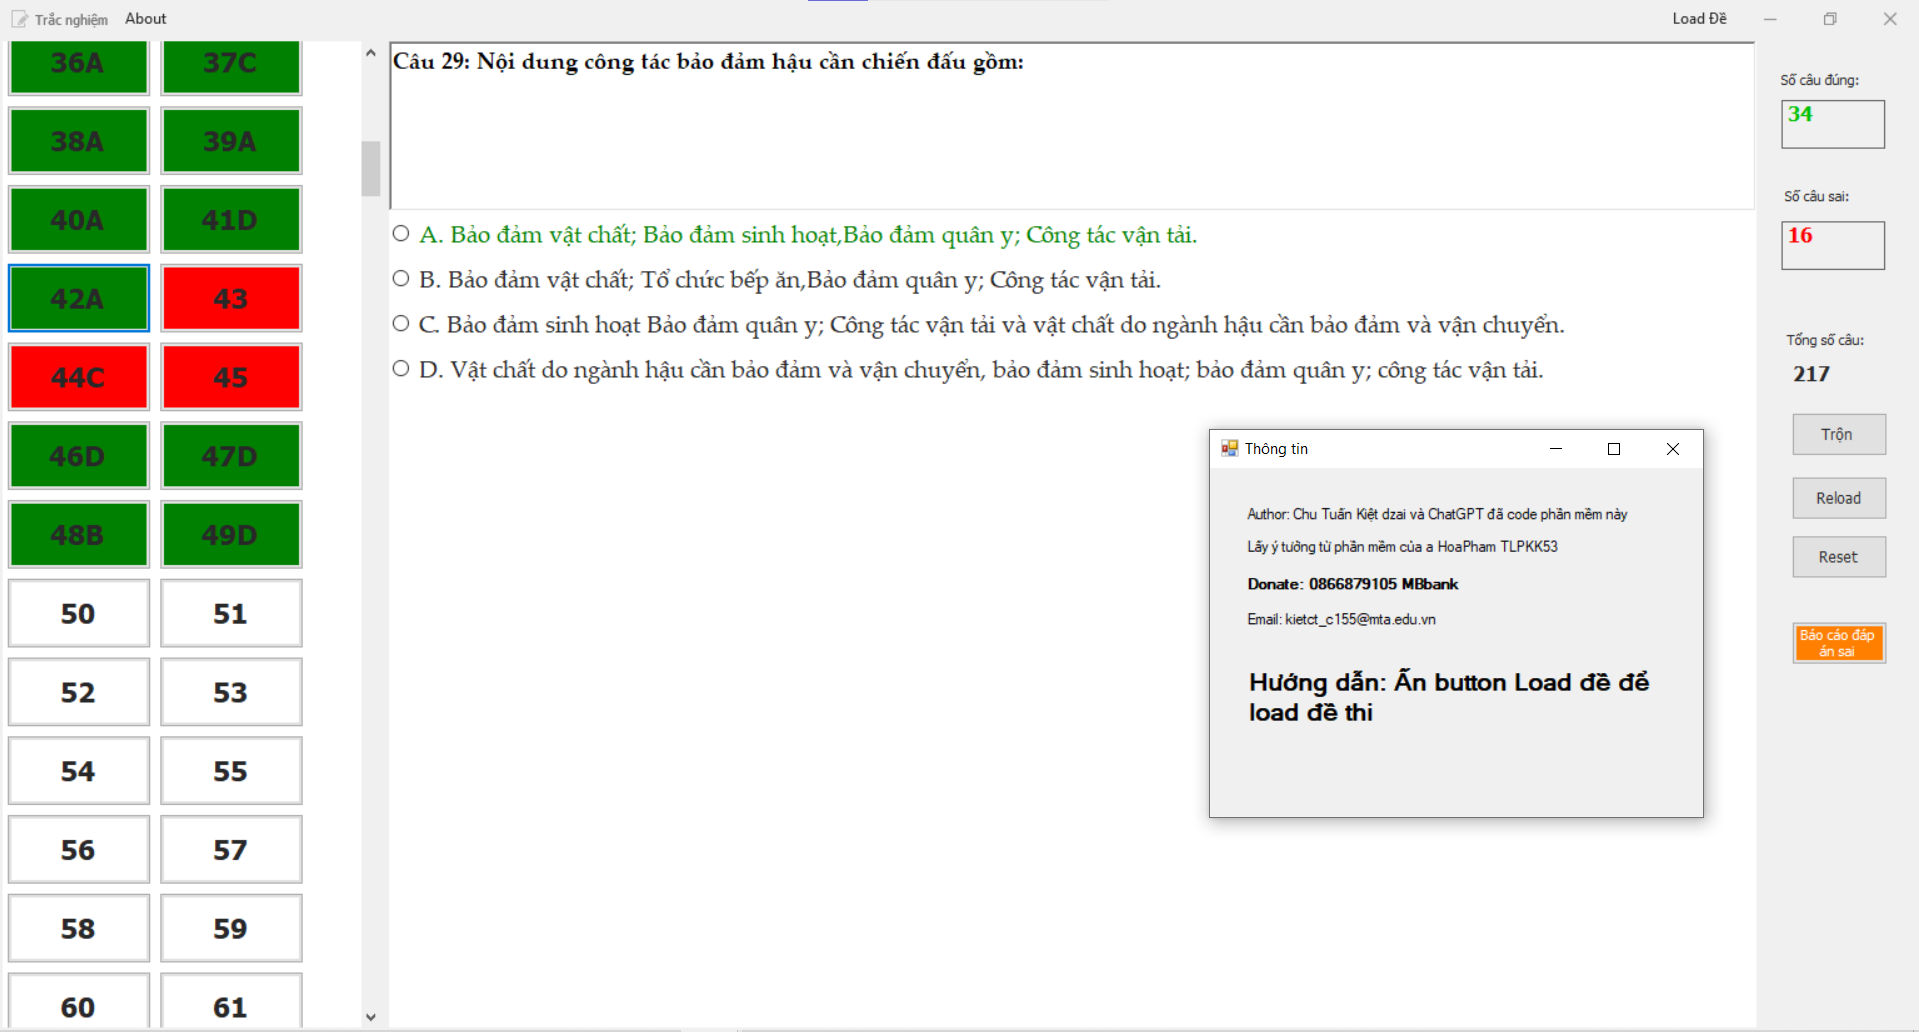 Trắc nghiệm About Load Đề
36A 37C
38A 39A
40A 41D
42A 43
44C 45
46D 47D
48B 49D
50 51
52 53
54 55
56 57
58 59
60 61
Câu 29: Nội dung công tác bảo đảm hậu cần chiến đấu gồm:
A. Bảo đảm vật chất; Bảo đảm sinh hoạt,Bảo đảm quân y; Công tác vận tải.
B. Bảo đảm vật chất; Tổ chức bếp ăn,Bảo đảm quân y; Công tác vận tải.
C. Bảo đảm sinh hoạt Bảo đảm quân y; Công tác vận tải và vật chất do ngành hậu cần bảo đảm và vận chuyển.
D. Vật chất do ngành hậu cần bảo đảm và vận chuyển, bảo đảm sinh hoạt; bảo đảm quân y; công tác vận tải.
Thông tin
Author: Chu Tuấn Kiệt dzai và ChatGPT đã code phần mềm này
Lấy ý tưởng từ phần mềm của a HoaPham TLPKK53
Donate: 0866879105 MBbank
Email: kietct_c155@mta.edu.vn
Hướng dẫn: Ấn button Load đề để
load đề thi
Số câu đúng:
34
Số câu sai:
16
Tổng số câu:
217
Trộn
Reload
Reset
Báo cáo đáp
án sai